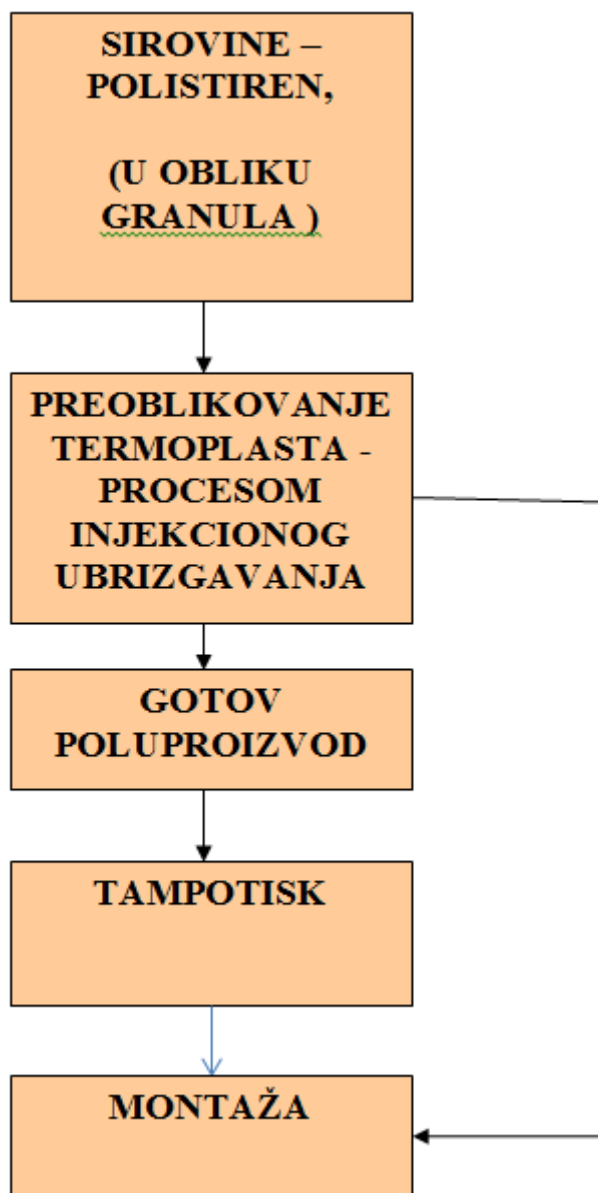 SIROVINE –
POLISTIREN,
(U OBLIKU
GRANULA )
PREOBLIKOVANJE
TERMOPLASTA -
PROCESOM
INJEKCIONOG
UBRIZGAVANJA
GOTOV
POLUPROIZVOD
TAMPOTISK
MONTAŽA